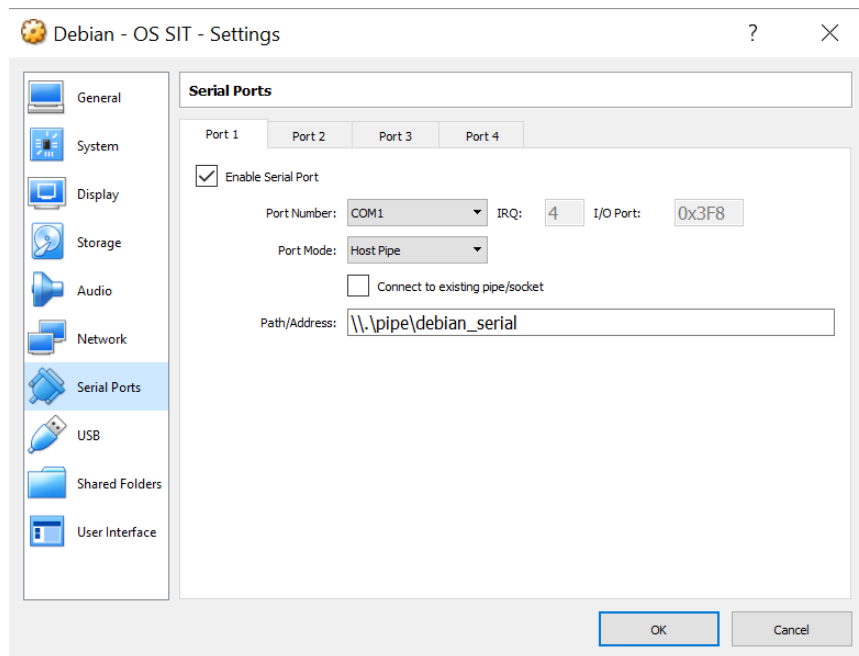 Debian - OS SIT - Settings
?
General
System
Display
Storage
Audio
Network
Serial Ports
USB
Shared Folders
User Interface
Serial Ports
Port 1 Port 2 Port 3 Port 4
Enable Serial Port
Port Number: COM1 IRQ: 4 I/O Port: 0x3F8
Port Mode: Host Pipe
Connect to existing pipe/socket
Path/Address: \\.\pipe\debian_serial
OK Cancel